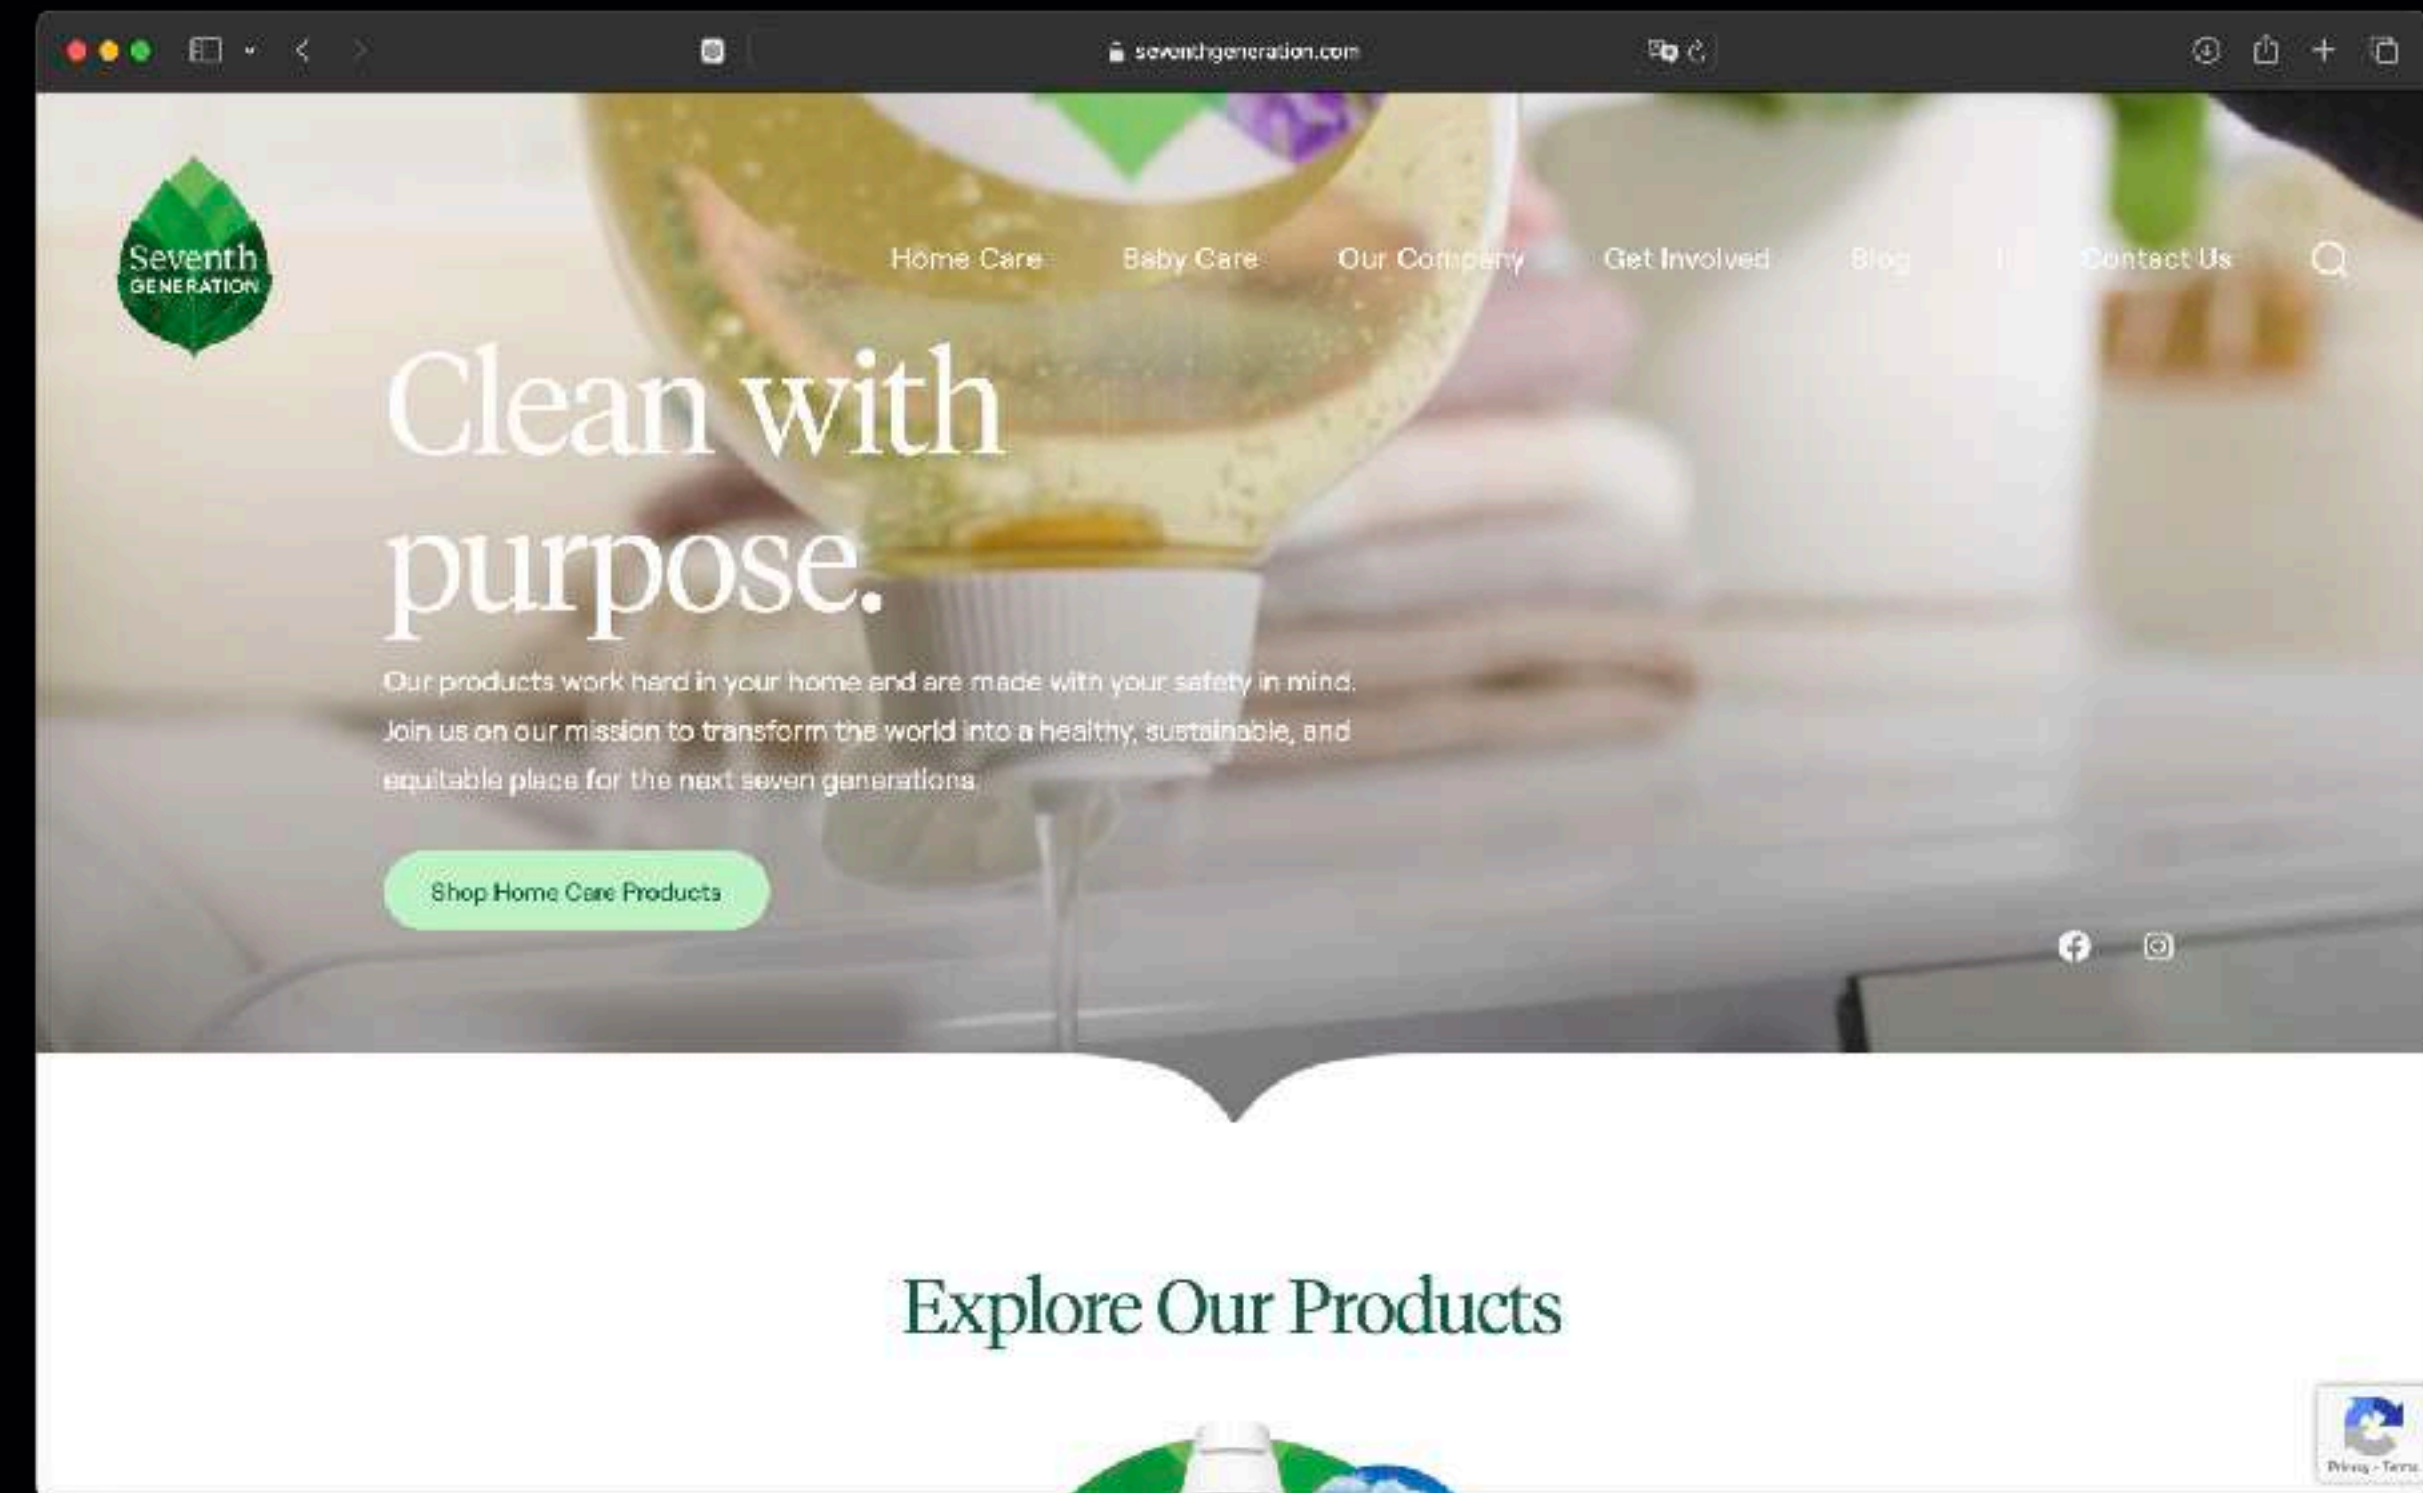 seventhgeneration.com
Seventh
GENERATION
Home Care Baby Care Our Company Get Involved Blog | Contact Us
Clean with
purpose.
Our products work hard in your home and are made with your safety in mind.
Join us on our mission to transform the world into a healthy, sustainable, and
equitable place for the next seven generations.
Shop Home Care Products
Explore Our Products
Privacy - Terms